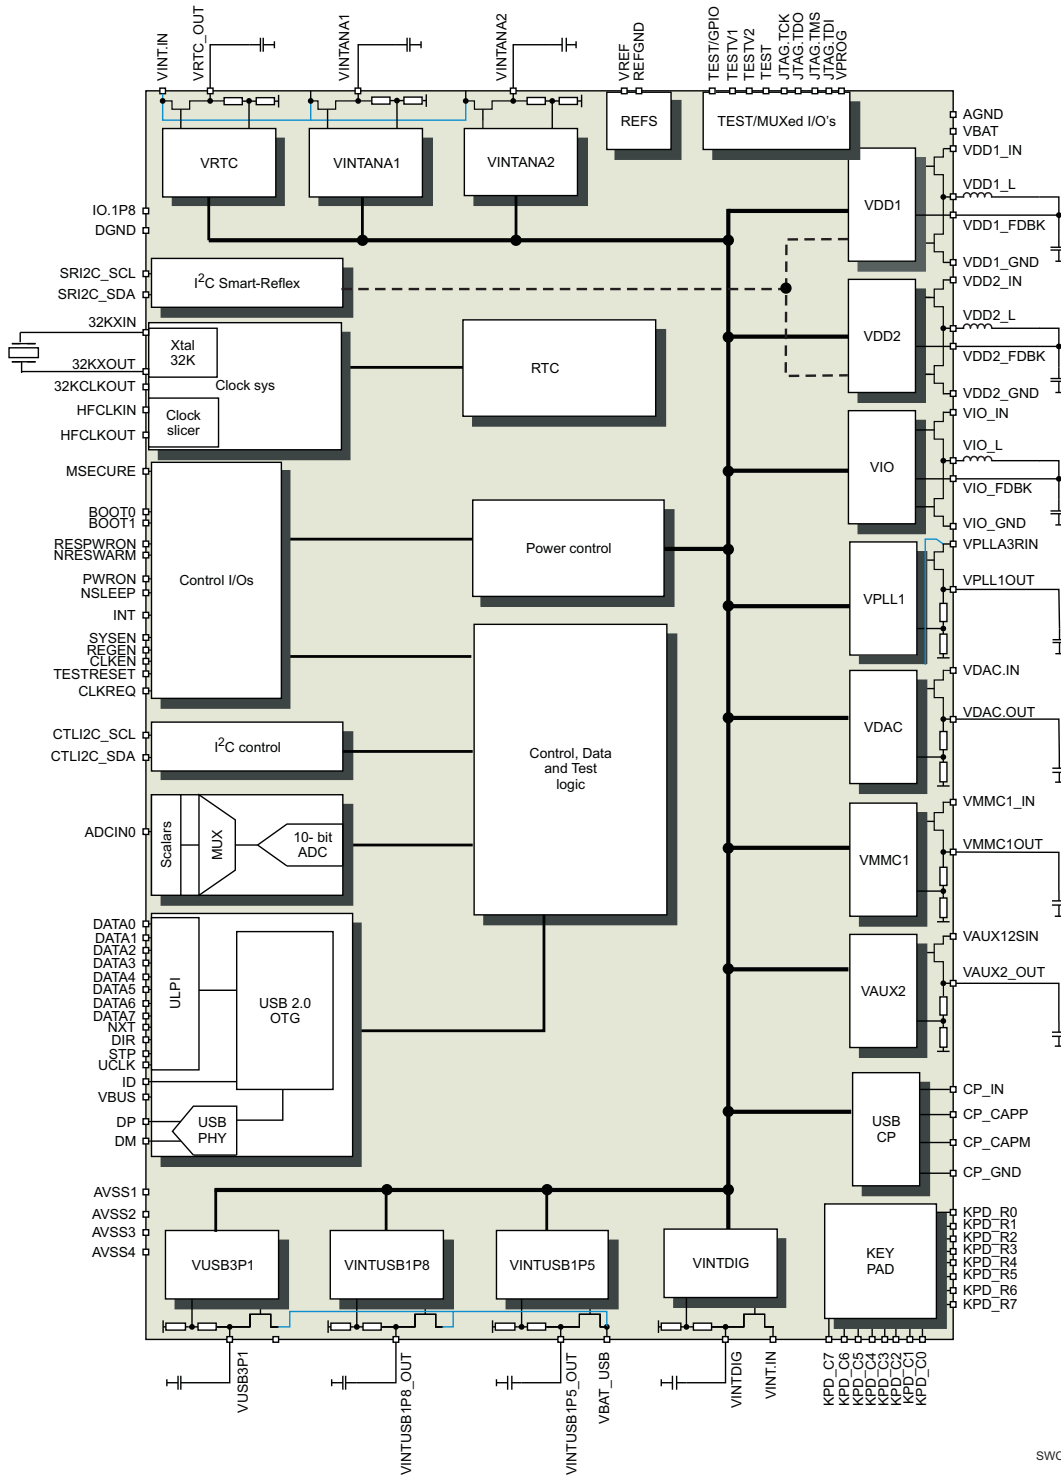 VINT.IN
VRTC_OUT
VINTANA1
VINTANA2
VREF
REFGND
TEST/GPIO
TESTV1
TESTV2
TEST
JTAG.TCK
JTAG.TDO
JTAG.TMS
JTAG.TDI
VPROG
VRTC
VINTANA1
VINTANA2
REFS
TEST/MUXed I/O's
AGND
VBAT
VDD1_IN
VDD1_L
VDD1_FDBK
VDD1_GND
VDD1
IO.1P8
DGND
SRI2C_SCL
SRI2C_SDA
I²C Smart-Reflex
VDD2_IN
VDD2_L
VDD2_FDBK
VDD2_GND
VDD2
32KXIN
32KXOUT
32KCLKOUT
HFCLKIN
HFCLKOUT
Xtal
32K
Clock sys
Clock
slicer
RTC
VIO_IN
VIO_L
VIO_FDBK
VIO_GND
VIO
MSECURE
BOOT0
BOOT1
RESPWRON
NRESWARM
PWRON
NSLEEP
INT
SYSEN
REGEN
CLKEN
TESTRESET
CLKREQ
Control I/Os
Power control
VPLL1
VPLLA3RIN
VPLL1OUT
VDAC
VDAC.IN
VDAC.OUT
CTLI2C_SCL
CTLI2C_SDA
I²C control
Control, Data
and Test
logic
ADCIN0
Scalars
MUX
10- bit
ADC
VMMC1
VMMC1_IN
VMMC1OUT
VAUX2
VAUX12SIN
VAUX2_OUT
DATA0
DATA1
DATA2
DATA3
DATA4
DATA5
DATA6
DATA7
NXT
DIR
STP
UCLK
ID
VBUS
DP
DM
ULPI
USB 2.0
OTG
USB
PHY
USB
CP
CP_IN
CP_CAPP
CP_CAPM
CP_GND
AVSS1
AVSS2
AVSS3
AVSS4
VUSB3P1
VINTUSB1P8
VINTUSB1P5
VINTDIG
KEY
PAD
KPD_R0
KPD_R1
KPD_R2
KPD_R3
KPD_R4
KPD_R5
KPD_R6
KPD_R7
VUSB3P1
VINTUSB1P8_OUT
VINTUSB1P5_OUT
VBAT_USB
VINTDIG
VINT.IN
KPD_C7
KPD_C6
KPD_C5
KPD_C4
KPD_C3
KPD_C2
KPD_C1
KPD_C0